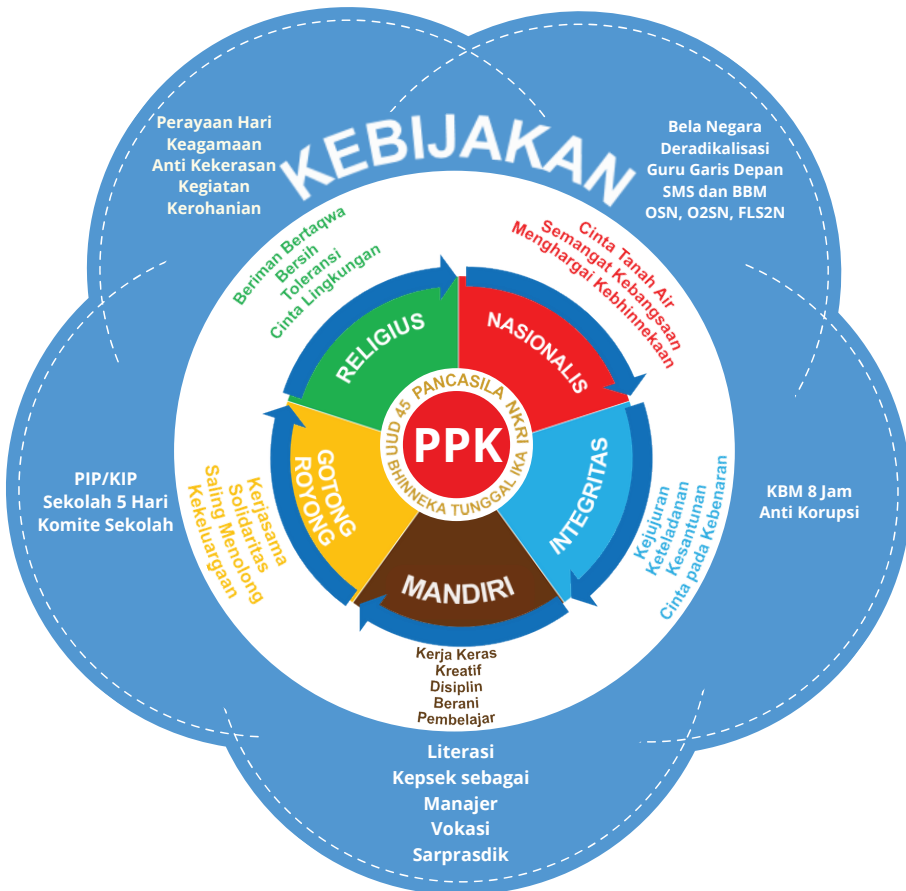 KEBIJAKAN
Perayaan Hari
Keagamaan
Anti Kekerasan
Kegiatan
Kerohanian
Bela Negara
Deradikalisasi
Guru Garis Depan
SMS dan BBM
OSN, O2SN, FLS2N
Beriman Bertaqwa
Bersih
Toleransi
Cinta Lingkungan
Cinta Tanah Air
Semangat Kebangsaan
Menghargai Kebhinnekaan
RELIGIUS
NASIONALIS
UUD 45 PANCASILA NKRI
BHINNEKA TUNGGAL IKA
PPK
GOTONG
ROYONG
INTEGRITAS
MANDIRI
PIP/KIP
Sekolah 5 Hari
Komite Sekolah
Kerjasama
Solidaritas
Saling Menolong
Kekeluargaan
Kejujuran
Keteladanan
Kesantunan
Cinta pada Kebenaran
KBM 8 Jam
Anti Korupsi
Kerja Keras
Kreatif
Disiplin
Berani
Pembelajar
Literasi
Kepsek sebagai
Manajer
Vokasi
Sarprasdik